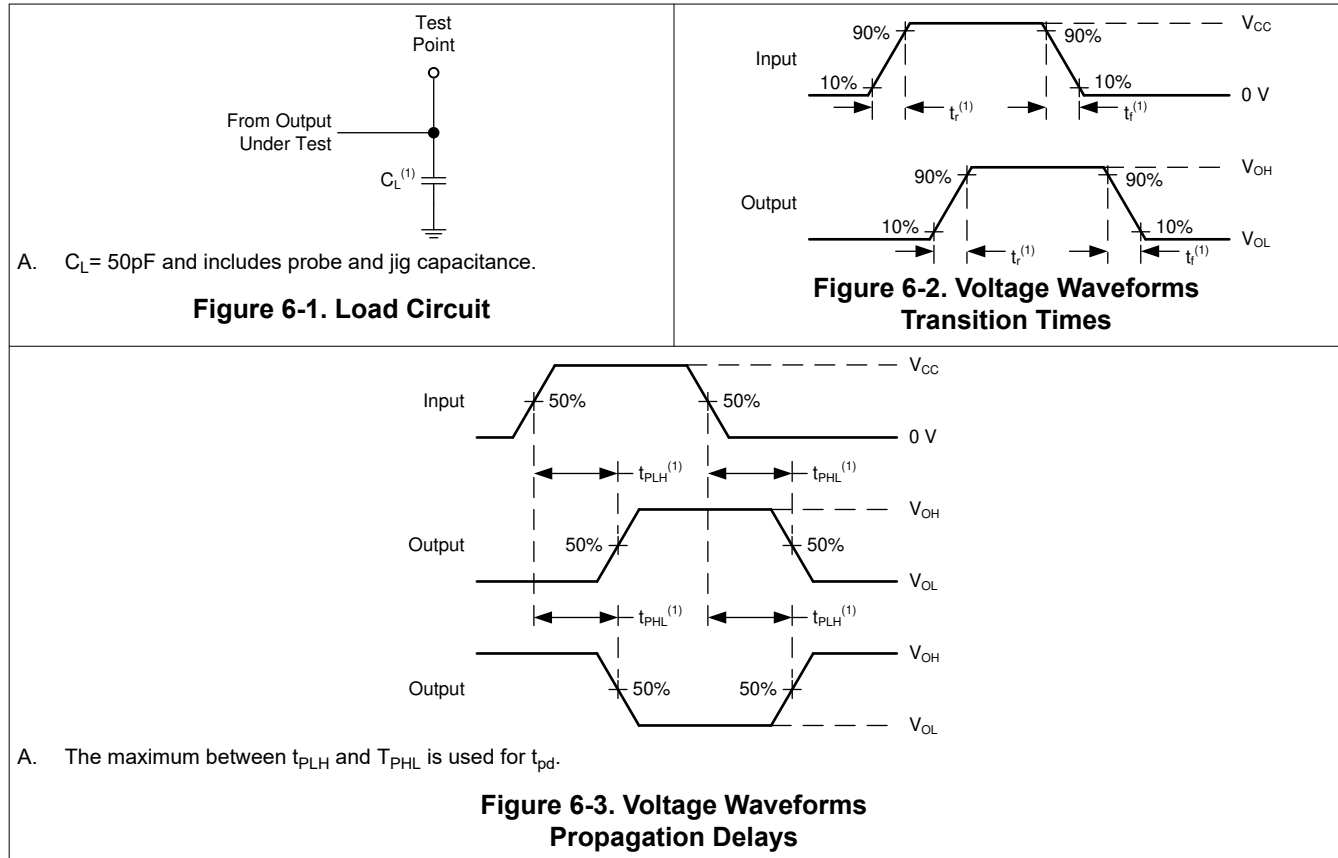 Test
Point
From Output
Under Test
C_L^(1)
A. C_L= 50pF and includes probe and jig capacitance.
Figure 6-1. Load Circuit
V_CC
90%
90%
Input
10%
10%
0 V
t_r^(1)
t_f^(1)
V_OH
90%
90%
Output
10%
10%
V_OL
t_r^(1)
t_f^(1)
Figure 6-2. Voltage Waveforms
Transition Times
V_CC
Input
50%
50%
0 V
t_PLH^(1)
t_PHL^(1)
V_OH
Output
50%
50%
V_OL
t_PHL^(1)
t_PLH^(1)
V_OH
Output
50%
50%
V_OL
A. The maximum between t_PLH and T_PHL is used for t_pd.
Figure 6-3. Voltage Waveforms
Propagation Delays